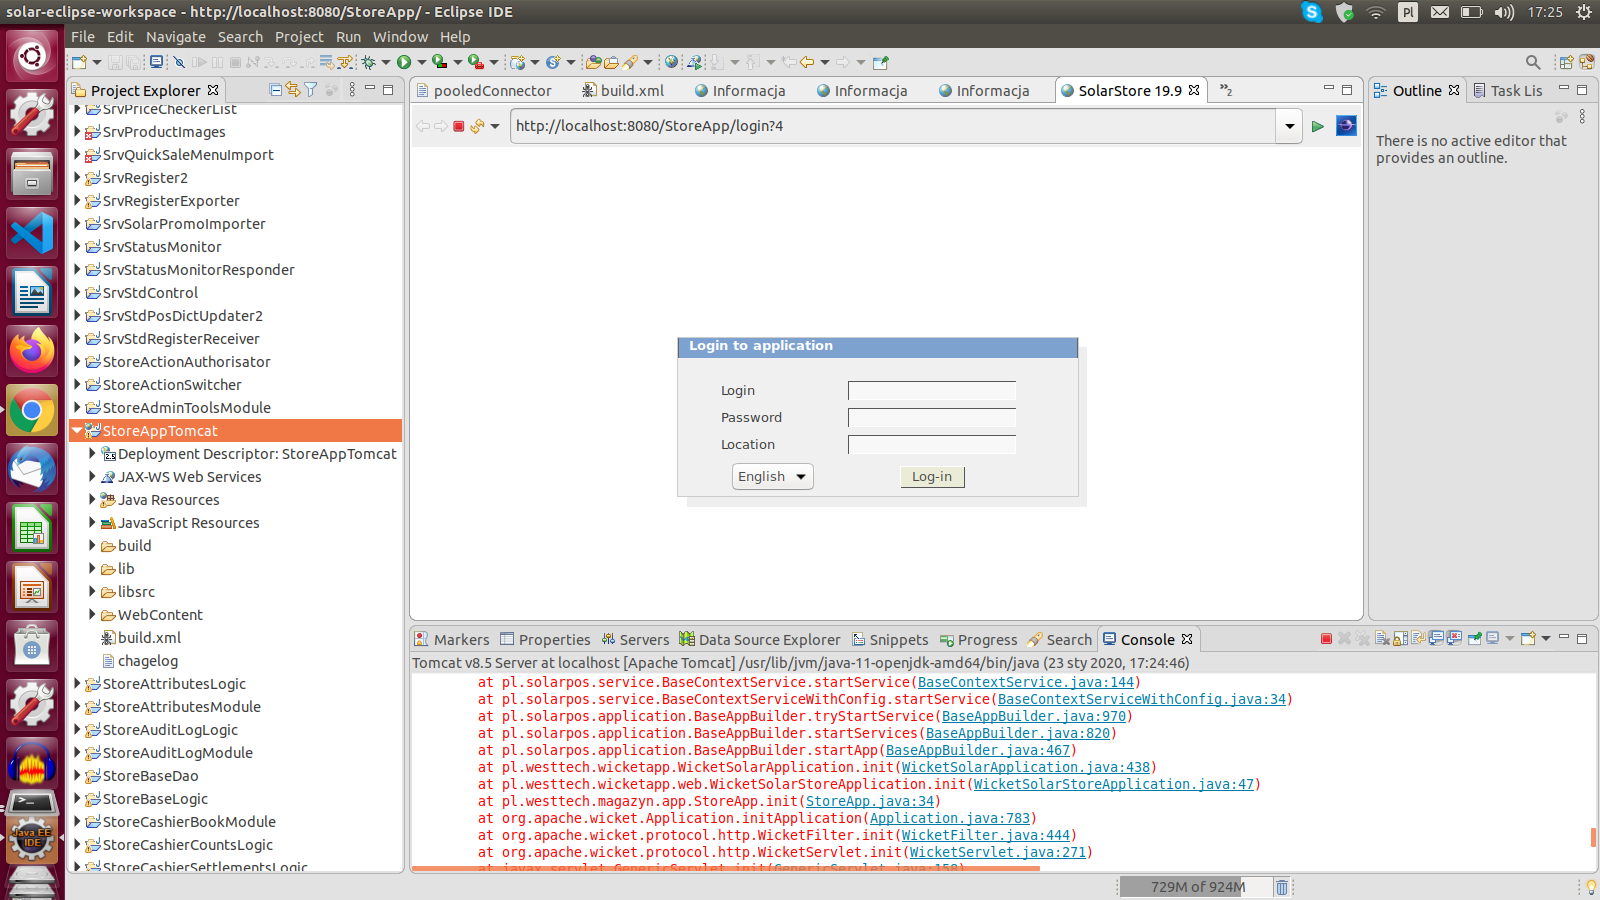 solar-eclipse-workspace - http://localhost:8080/StoreApp/ - Eclipse IDE
Pl
17:25
File Edit Navigate Search Project Run Window Help
Project Explorer
SrvPriceCheckerList
SrvProductImages
SrvQuickSaleMenuImport
SrvRegister2
SrvRegisterExporter
SrvSolarPromoImporter
SrvStatusMonitor
SrvStatusMonitorResponder
SrvStdControl
SrvStdPosDictUpdater2
SrvStdRegisterReceiver
StoreActionAuthorisator
StoreActionSwitcher
StoreAdminToolsModule
StoreAppTomcat
Deployment Descriptor: StoreAppTomcat
JAX-WS Web Services
Java Resources
JavaScript Resources
build
lib
libsrc
WebContent
build.xml
chagelog
StoreAttributesLogic
StoreAttributesModule
StoreAuditLogLogic
StoreAuditLogModule
StoreBaseDao
StoreBaseLogic
StoreCashierBookModule
StoreCashierCountsLogic
StoreCashierSettlementsLogic
pooledConnector
build.xml
Informacja
Informacja
Informacja
SolarStore 19.9
»2
http://localhost:8080/StoreApp/login?4
Login to application
Login
Password
Location
English
Log-in
Outline
Task Lis
There is no active editor that
provides an outline.
Markers Properties Servers Data Source Explorer Snippets Progress Search Console
Tomcat v8.5 Server at localhost [Apache Tomcat] /usr/lib/jvm/java-11-openjdk-amd64/bin/java (23 sty 2020, 17:24:46)
at pl.solarpos.service.BaseContextService.startService(BaseContextService.java:144)
at pl.solarpos.service.BaseContextServiceWithConfig.startService(BaseContextServiceWithConfig.java:34)
at pl.solarpos.application.BaseAppBuilder.tryStartService(BaseAppBuilder.java:970)
at pl.solarpos.application.BaseAppBuilder.startServices(BaseAppBuilder.java:820)
at pl.solarpos.application.BaseAppBuilder.startApp(BaseAppBuilder.java:467)
at pl.westtech.wicketapp.WicketSolarApplication.init(WicketSolarApplication.java:438)
at pl.westtech.wicketapp.web.WicketSolarStoreApplication.init(WicketSolarStoreApplication.java:47)
at pl.westtech.magazyn.app.StoreApp.init(StoreApp.java:34)
at org.apache.wicket.Application.initApplication(Application.java:783)
at org.apache.wicket.protocol.http.WicketFilter.init(WicketFilter.java:444)
at org.apache.wicket.protocol.http.WicketServlet.init(WicketServlet.java:271)
at javax.servlet.GenericServlet.init(GenericServlet.java:158)
729M of 924M
Java EE
IDE